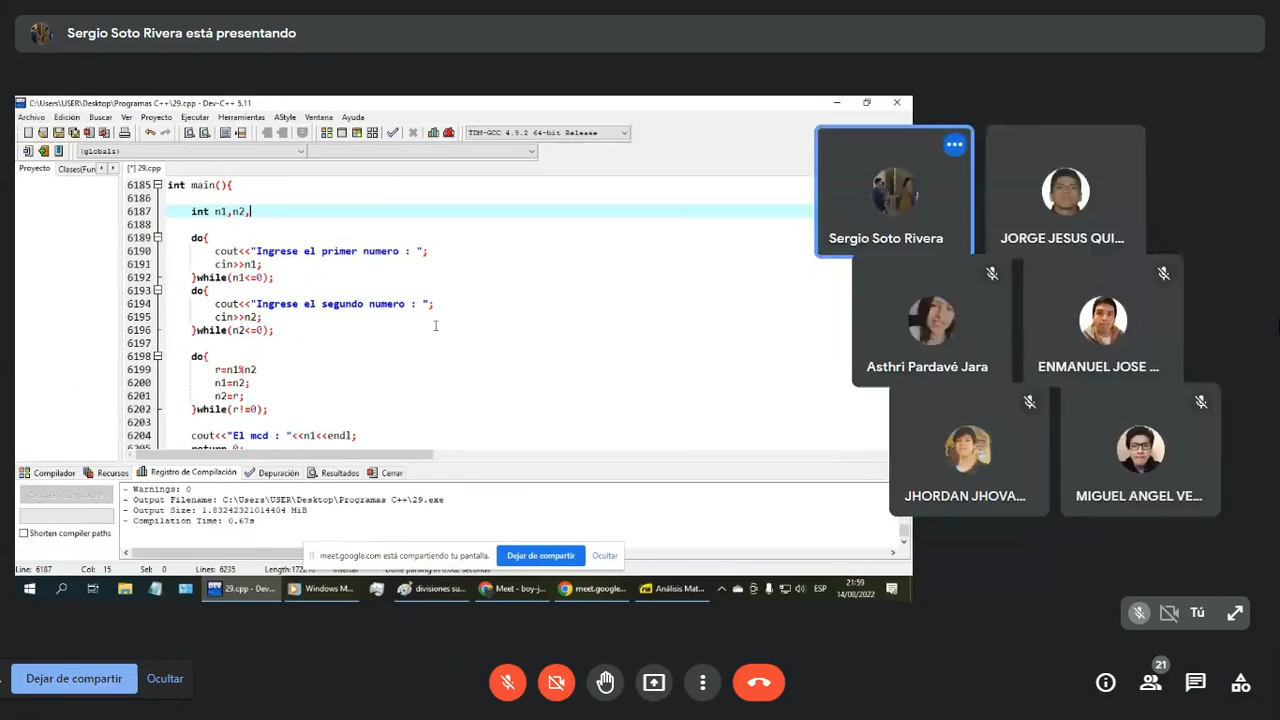 Sergio Soto Rivera está presentando
C:\Users\USER\Desktop\Programas C++\29.cpp - Dev-C++ 5.11
Archivo Edición Buscar Ver Proyecto Ejecutar Herramientas AStyle Ventana Ayuda
TDM-GCC 4.9.2 64-bit Release
(globals)
Proyecto Clases(Fun
[*] 29.cpp
6185 int main(){
6186
6187 int n1,n2,
6188
6189 do{
6190 cout<<"Ingrese el primer numero : ";
6191 cin>>n1;
6192 }while(n1<=0);
6193 do{
6194 cout<<"Ingrese el segundo numero : ";
6195 cin>>n2;
6196 }while(n2<=0);
6197
6198 do{
6199 r=n1%n2
6200 n1=n2;
6201 n2=r;
6202 }while(r!=0);
6203
6204 cout<<"El mcd : "<<n1<<endl;
6205 return 0;
Compilador Recursos Registro de Compilación Depuración Resultados Cerrar
Shorten compiler paths
- Warnings: 0
- Output Filename: C:\Users\USER\Desktop\Programas C++\29.exe
- Output Size: 1.83242321014404 MiB
- Compilation Time: 0.67s
meet.google.com está compartiendo tu pantalla. Dejar de compartir Ocultar
Line: 6187 Col: 15 Sel: 0 Lines: 6235
29.cpp - Dev... Windows M... divisiones su... Meet - boy-j... meet.google... Análisis Mat... ESP
21:59
14/08/2022
Sergio Soto Rivera
JORGE JESUS QUI...
Asthri Pardavé Jara
ENMANUEL JOSE ...
JHORDAN JHOVA...
MIGUEL ANGEL VE...
Tú
Dejar de compartir Ocultar
21